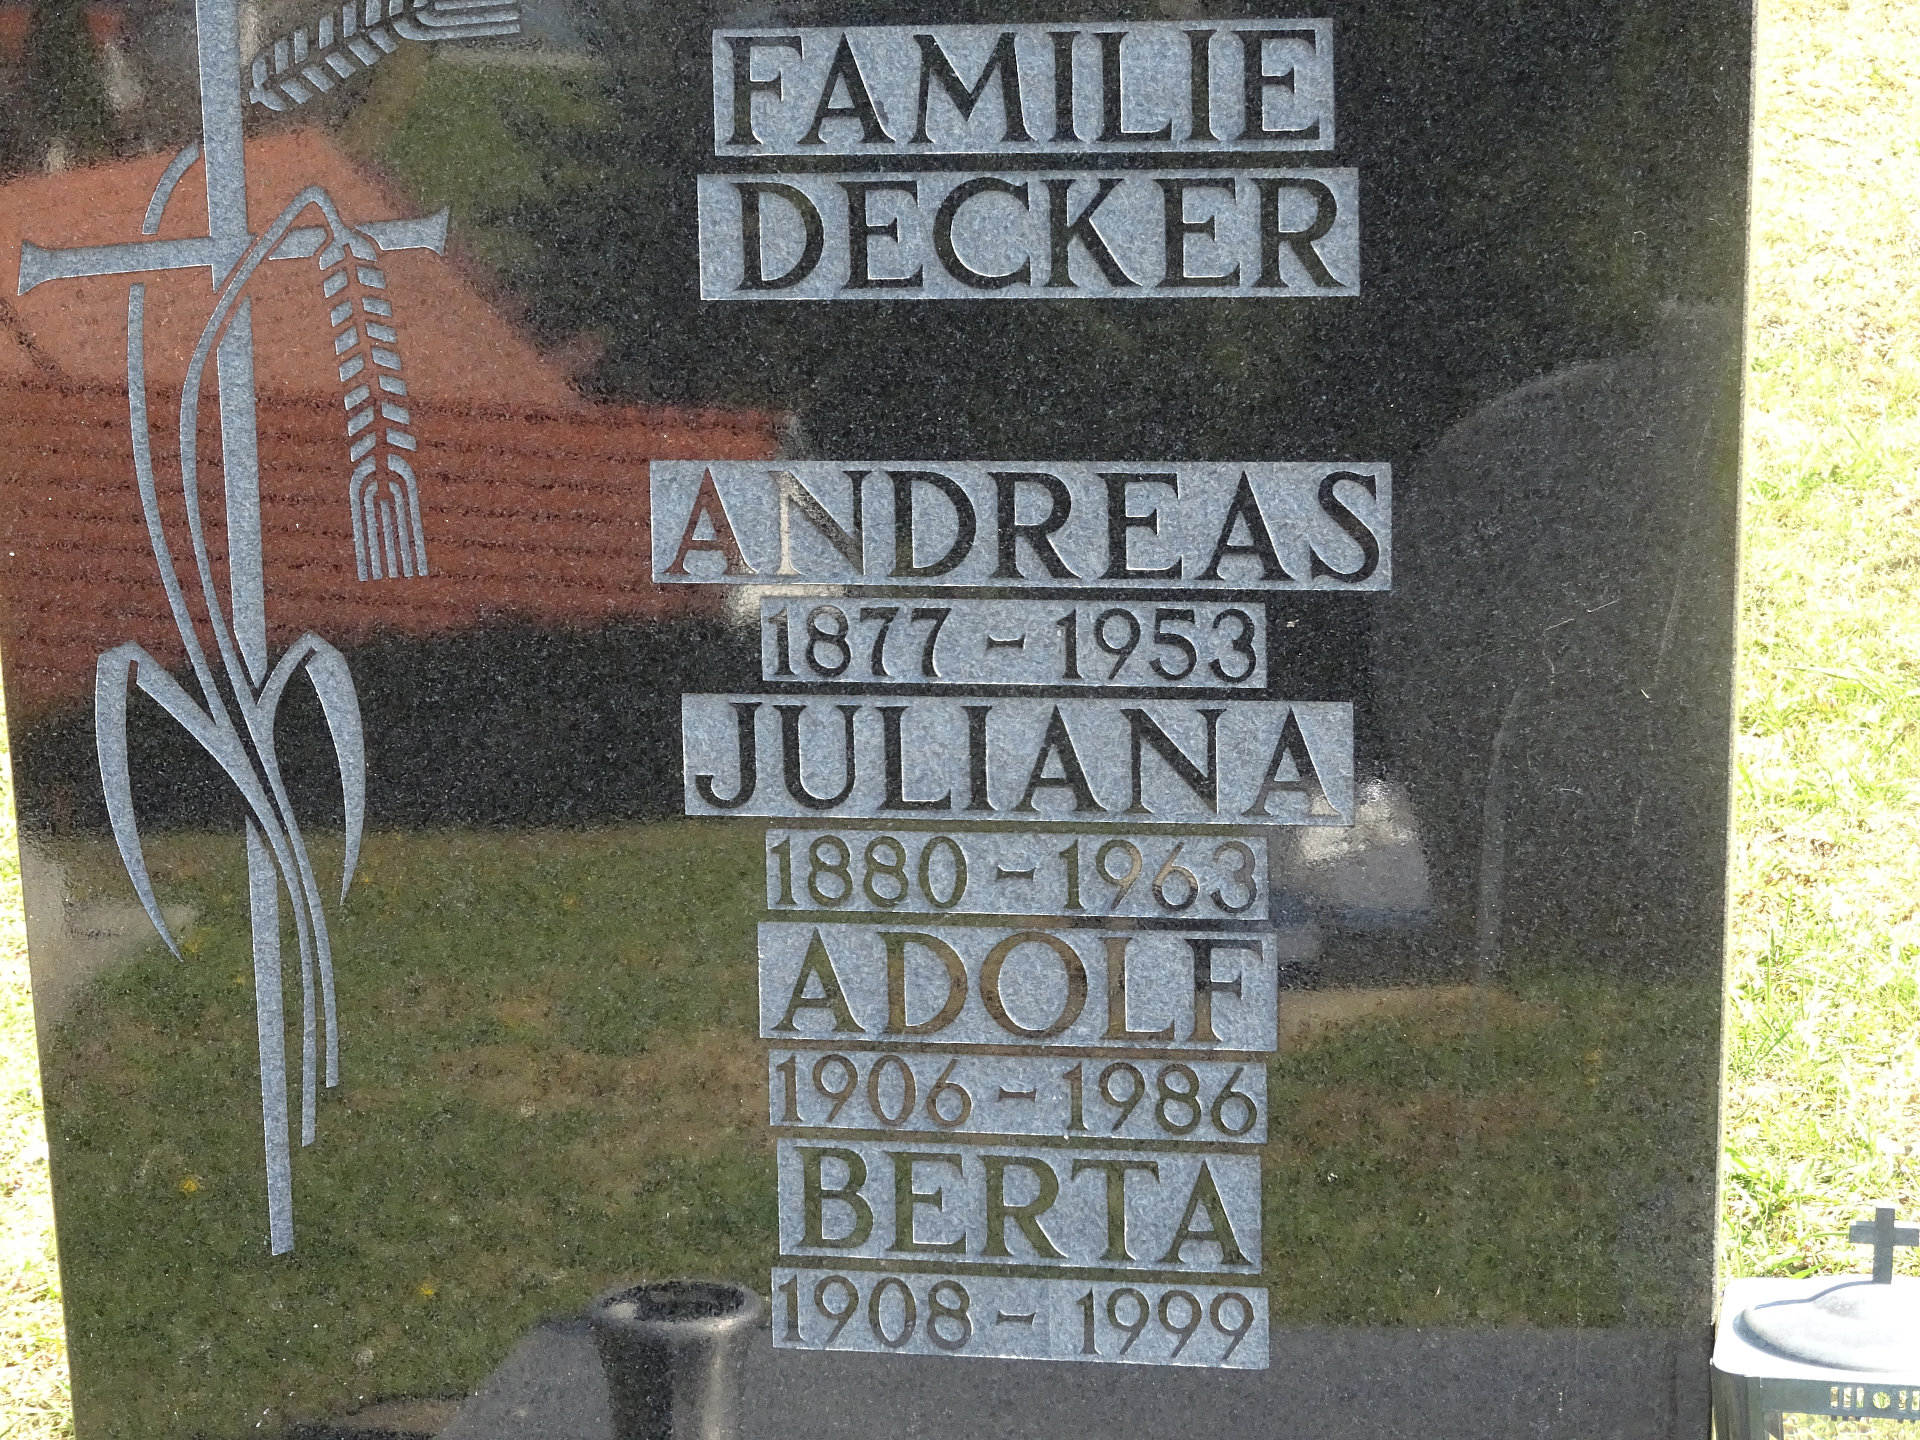 FAMILIE
DECKER
ANDREAS
1877 - 1953
JULIANA
1880 - 1963
ADOLF
1906 - 1986
BERTA
1908 - 1999